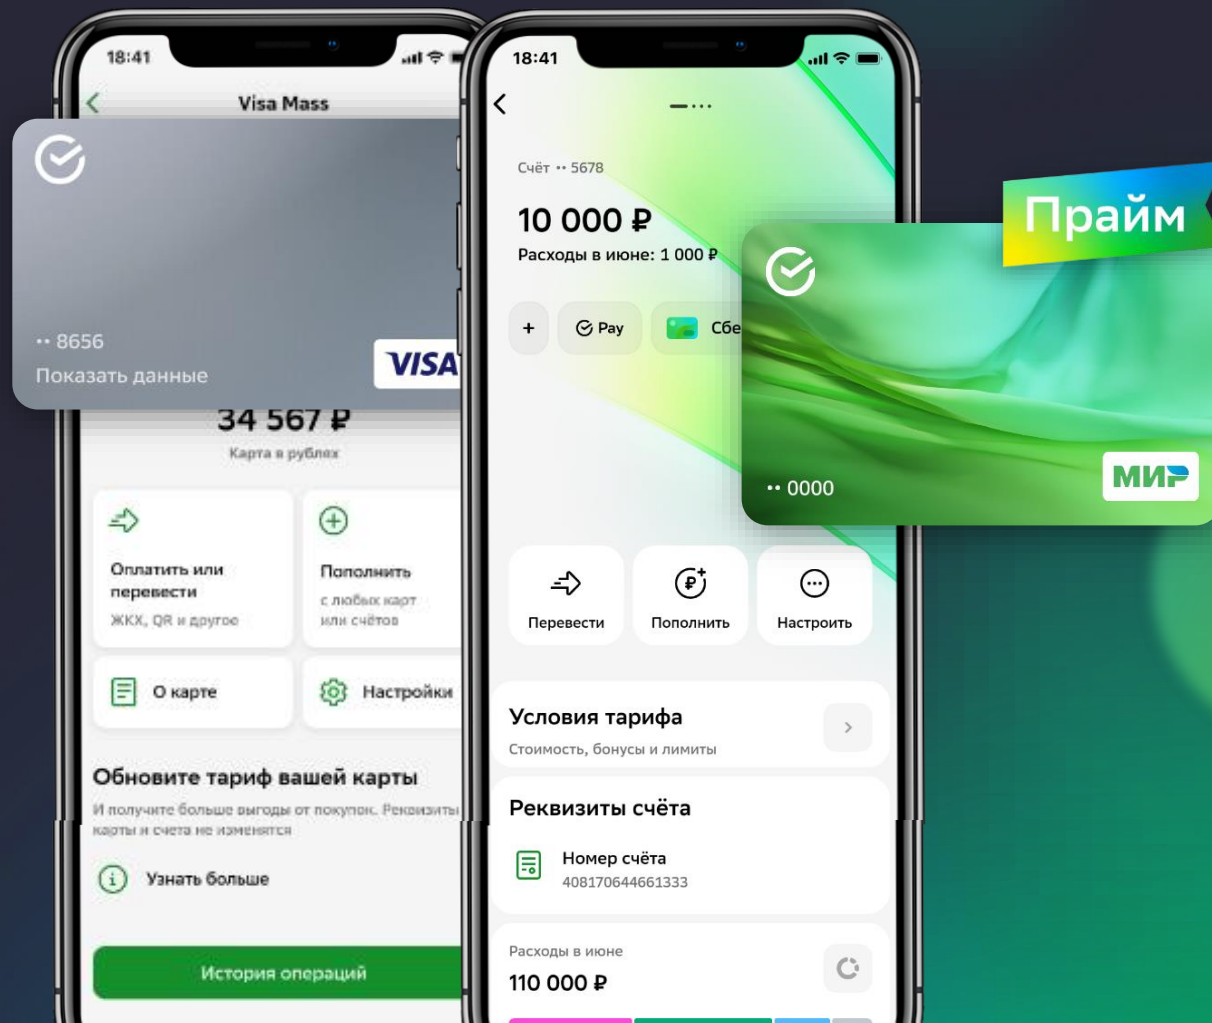 18:41
Visa Mass
•• 8656
Показать данные
VISA
34 567 ₽
Карта в рублях
Оплатить или
перевести
ЖКХ, QR и другое
Пополнить
с любых карт
или счётов
О карте
Настройки
Обновите тариф вашей карты
И получите больше выгоды от покупок. Реквизиты
карты и счета не изменятся
Узнать больше
История операций
18:41
Счёт •• 5678
10 000 ₽
Расходы в июне: 1 000 ₽
+
Pay
Сбе
Прайм
•• 0000
МИР
Перевести
Пополнить
Настроить
Условия тарифа
Стоимость, бонусы и лимиты
Реквизиты счёта
Номер счёта
408170644661333
Расходы в июне
110 000 ₽